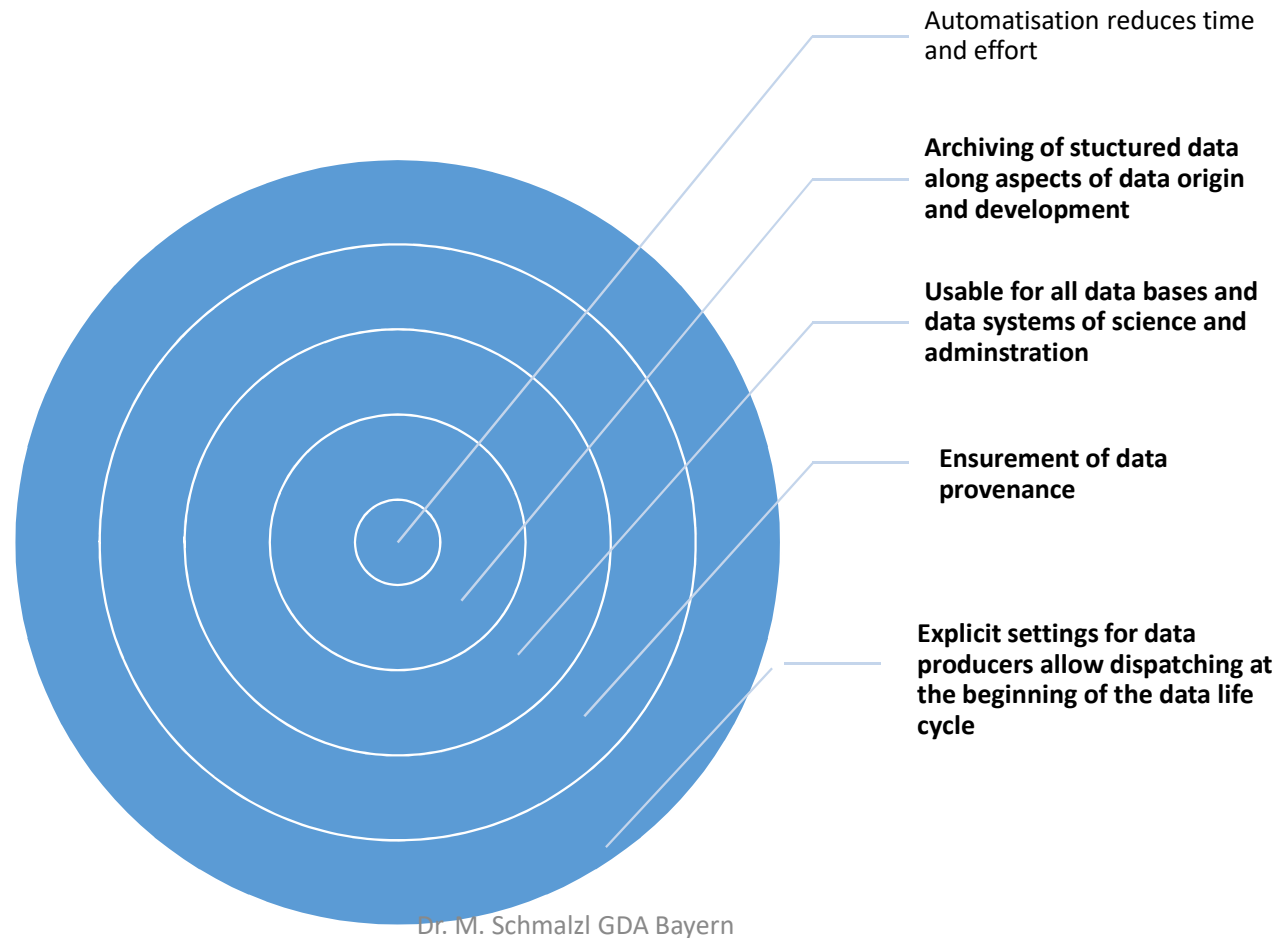 Automatisation reduces time
and effort
Archiving of stuctured data
along aspects of data origin
and development
Usable for all data bases and
data systems of science and
adminstration
Ensurement of data
provenance
Explicit settings for data
producers allow dispatching at
the beginning of the data life
cycle
Dr. M. Schmalzl GDA Bayern